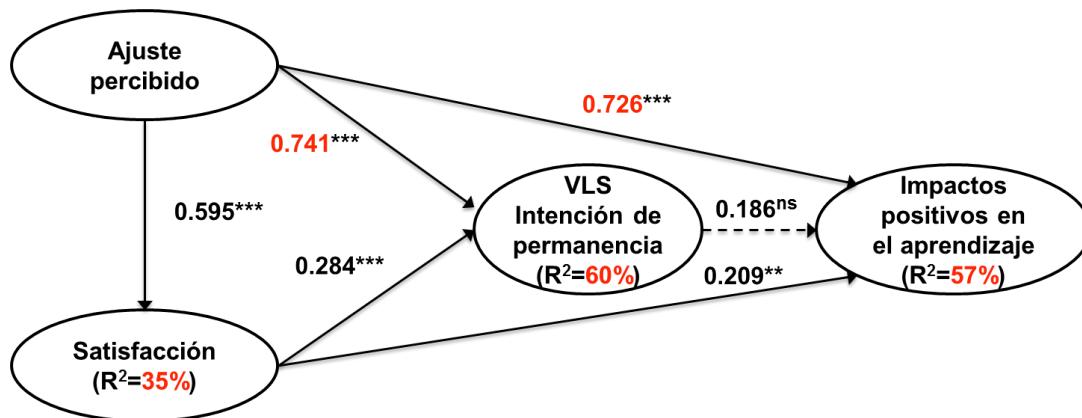 Ajuste
percibido
0.726***
0.741***
0.595***
VLS
Intención de
permanencia
(R²=60%)
0.186ns
Impactos
positivos en
el aprendizaje
(R²=57%)
0.284***
0.209**
Satisfacción
(R²=35%)